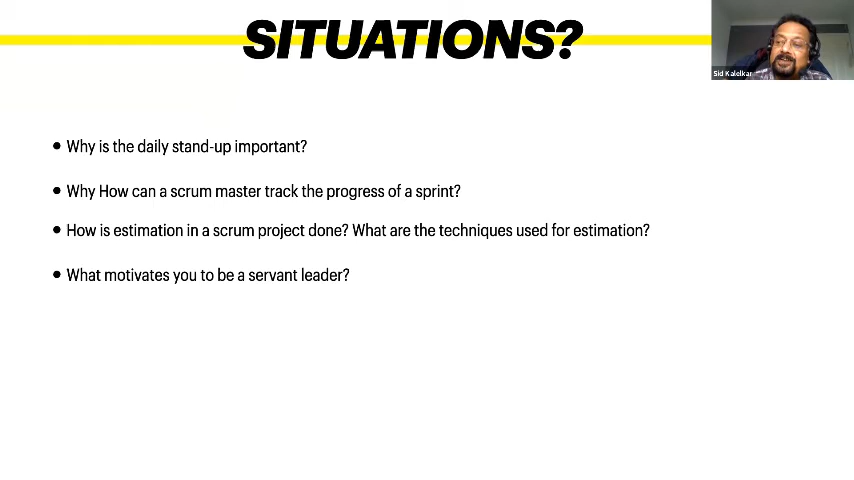 SITUATIONS?
Sid Kalelkar
• Why is the daily stand-up important?
• Why How can a scrum master track the progress of a sprint?
• How is estimation in a scrum project done? What are the techniques used for estimation?
• What motivates you to be a servant leader?